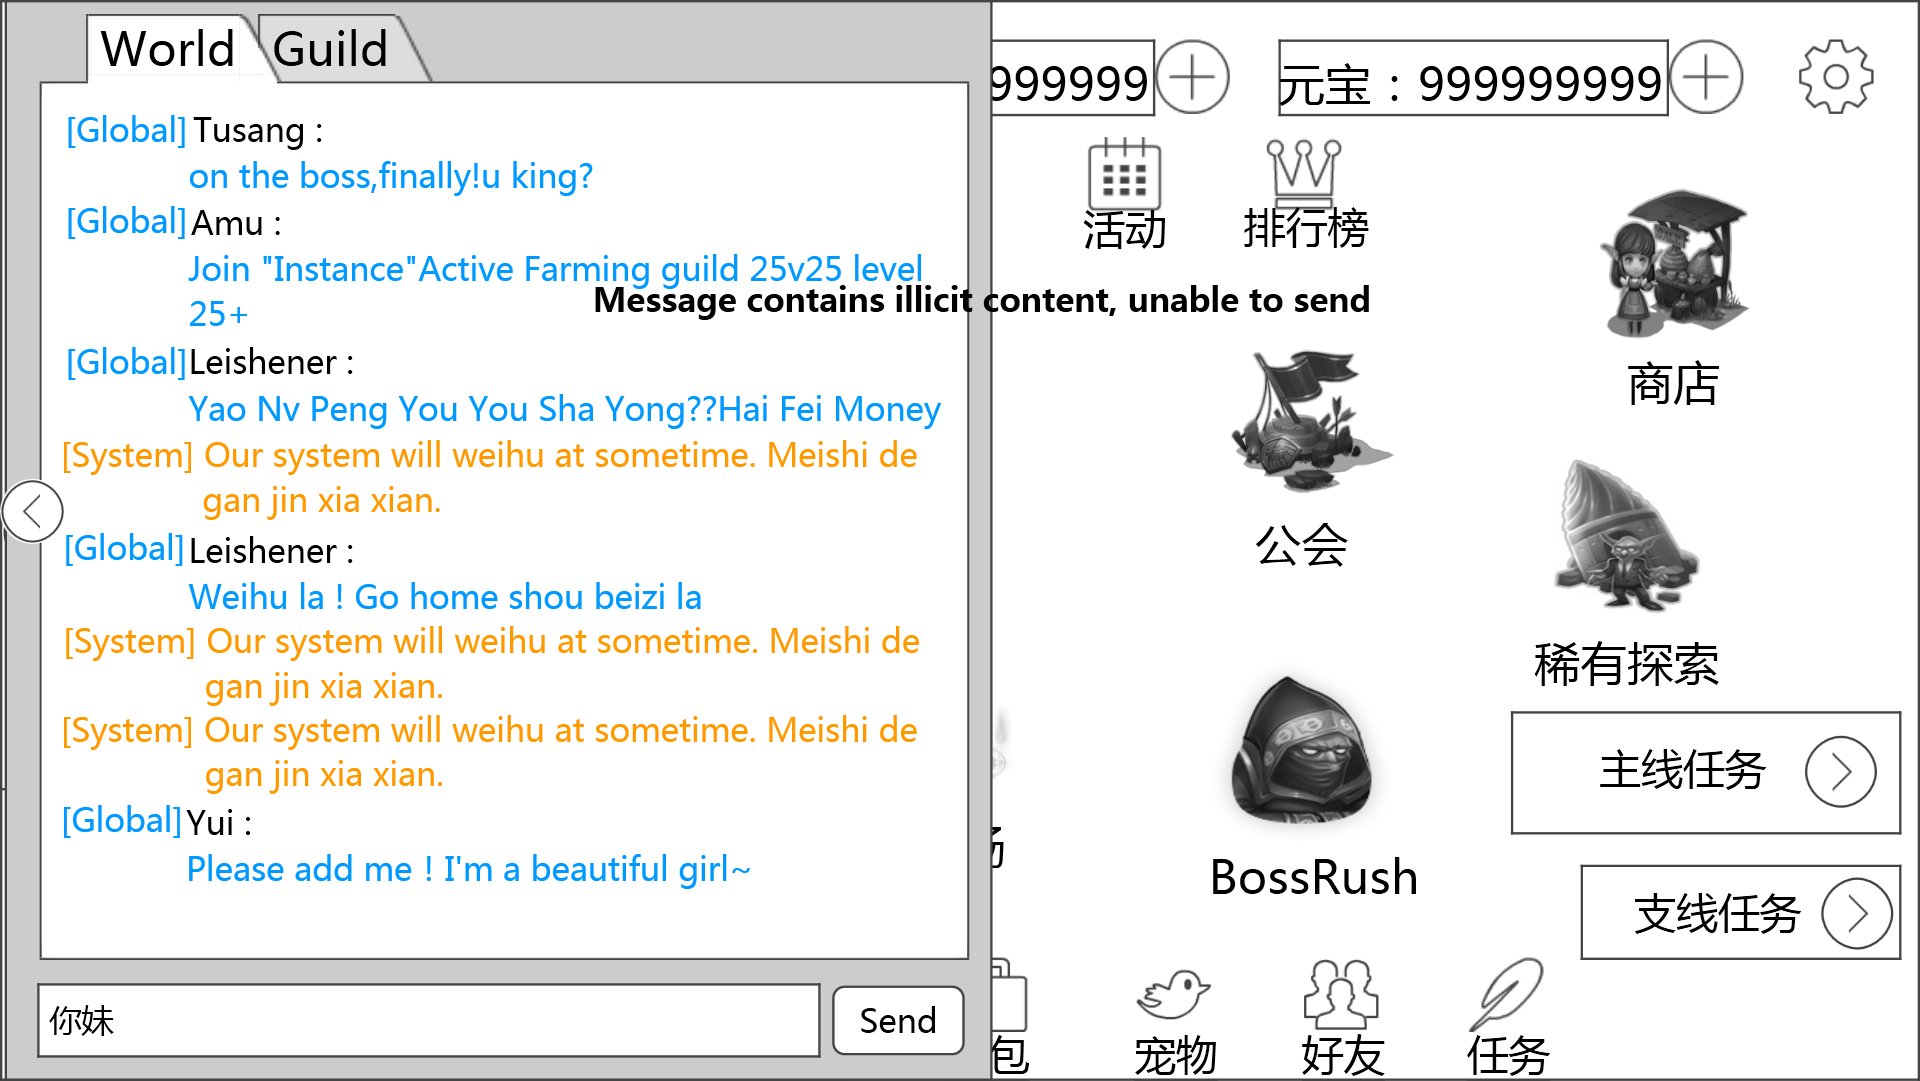 World
Guild
999999
元宝：999999999
[Global] Tusang :
on the boss,finally!u king?
[Global] Amu :
Join "Instance"Active Farming guild 25v25 level
25+
Message contains illicit content, unable to send
[Global] Leishener :
Yao Nv Peng You You Sha Yong??Hai Fei Money
[System] Our system will weihu at sometime. Meishi de
gan jin xia xian.
[Global] Leishener :
Weihu la ! Go home shou beizi la
[System] Our system will weihu at sometime. Meishi de
gan jin xia xian.
[System] Our system will weihu at sometime. Meishi de
gan jin xia xian.
[Global] Yui :
Please add me ! I'm a beautiful girl~
你妹
Send
活动
排行榜
商店
公会
稀有探索
主线任务
BossRush
支线任务
包
宠物
好友
任务